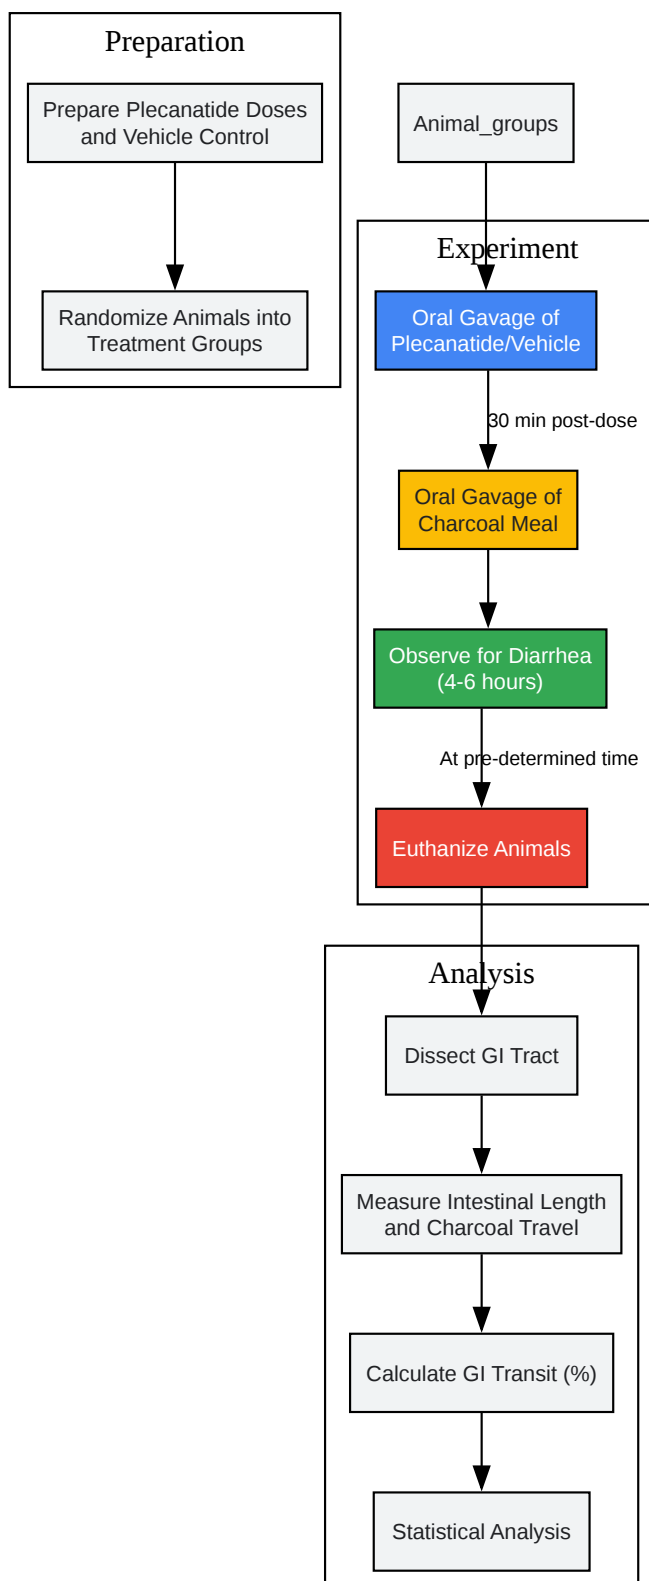 Preparation
Prepare Plecanatide Doses
and Vehicle Control
Randomize Animals into
Treatment Groups
Animal_groups
Experiment
Oral Gavage of
Plecanatide/Vehicle
30 min post-dose
Oral Gavage of
Charcoal Meal
Observe for Diarrhea
(4-6 hours)
At pre-determined time
Euthanize Animals
Analysis
Dissect GI Tract
Measure Intestinal Length
and Charcoal Travel
Calculate GI Transit (%)
Statistical Analysis